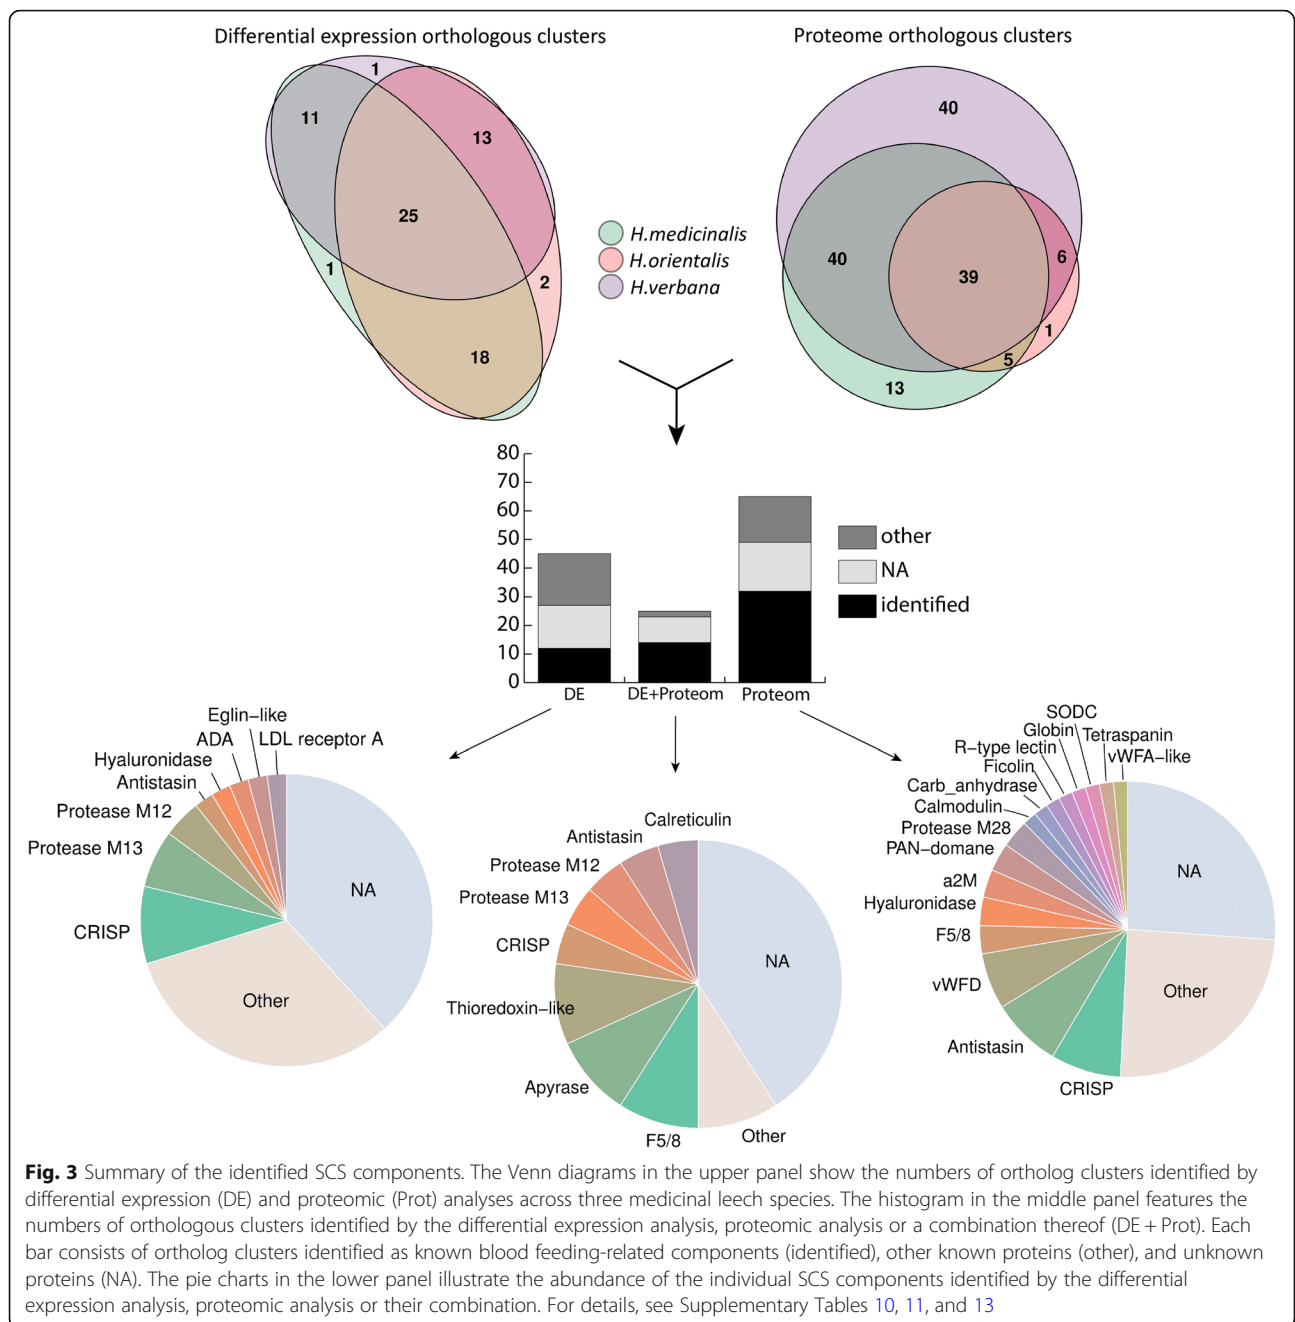 Differential expression orthologous clusters
Proteome orthologous clusters
1
11
13
25
1
2
18
H.medicinalis
H.orientalis
H.verbana
40
40
39
6
1
5
13
80
70
60
50
40
30
20
10
0
DE
DE+Proteom
Proteom
other
NA
identified
Eglin-like
ADA
LDL receptor A
Hyaluronidase
Antistasin
Protease M12
Protease M13
CRISP
NA
Other
Calreticulin
Antistasin
Protease M12
Protease M13
CRISP
Thioredoxin-like
Apyrase
F5/8
Other
NA
SODC
Globin
Tetraspanin
R-type lectin
vWFA-like
Ficolin
Carb_anhydrase
Calmodulin
Protease M28
PAN-domane
a2M
Hyaluronidase
F5/8
vWFD
Antistasin
CRISP
NA
Other
Fig. 3 Summary of the identified SCS components. The Venn diagrams in the upper panel show the numbers of ortholog clusters identified by
differential expression (DE) and proteomic (Prot) analyses across three medicinal leech species. The histogram in the middle panel features the
numbers of orthologous clusters identified by the differential expression analysis, proteomic analysis or a combination thereof (DE + Prot). Each
bar consists of ortholog clusters identified as known blood feeding-related components (identified), other known proteins (other), and unknown
proteins (NA). The pie charts in the lower panel illustrate the abundance of the individual SCS components identified by the differential
expression analysis, proteomic analysis or their combination. For details, see Supplementary Tables 10, 11, and 13